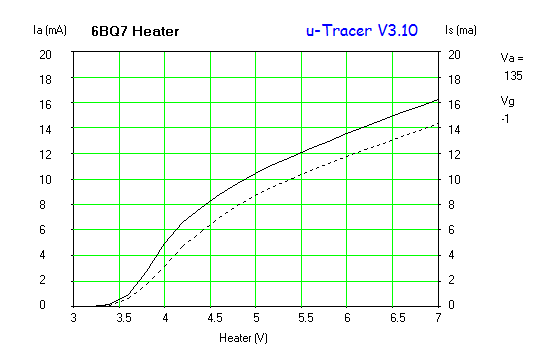 Ia (mA) 6BQ7 Heater u-Tracer V3.10 Is (ma)
20 20 Va =
18 18 135
16 16 Vg
14 14 -1
12 12
10 10
8 8
6 6
4 4
2 2
0 0
3 3.5 4 4.5 5 5.5 6 6.5 7
Heater (V)